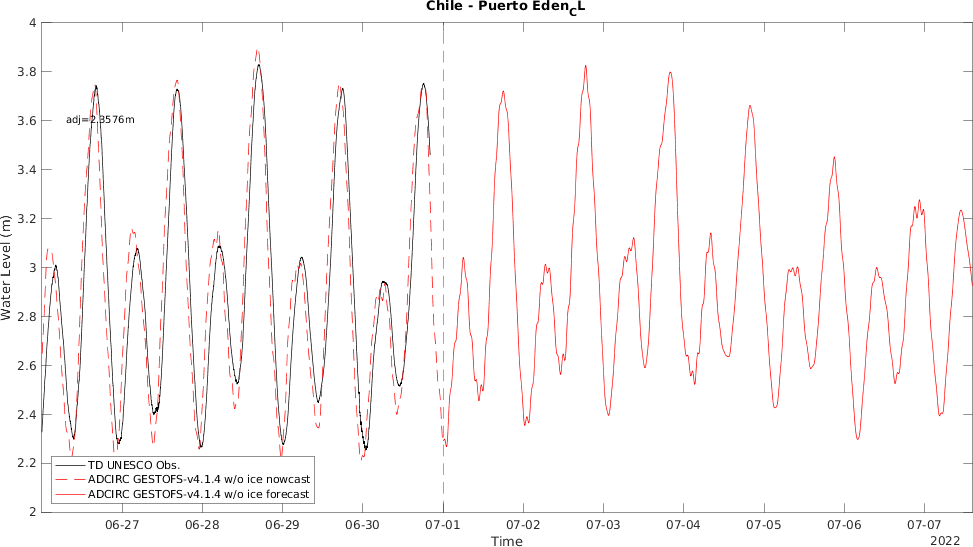 Chile - Puerto Eden_CL
4
3.8
3.6
3.4
3.2
3
2.8
2.6
2.4
2.2
2
Water Level (m)
adj=2.3576m
TD UNESCO Obs.
ADCIRC GESTOFS-v4.1.4 w/o ice nowcast
ADCIRC GESTOFS-v4.1.4 w/o ice forecast
06-27 06-28 06-29 06-30 07-01 07-02 07-03 07-04 07-05 07-06 07-07
Time
2022